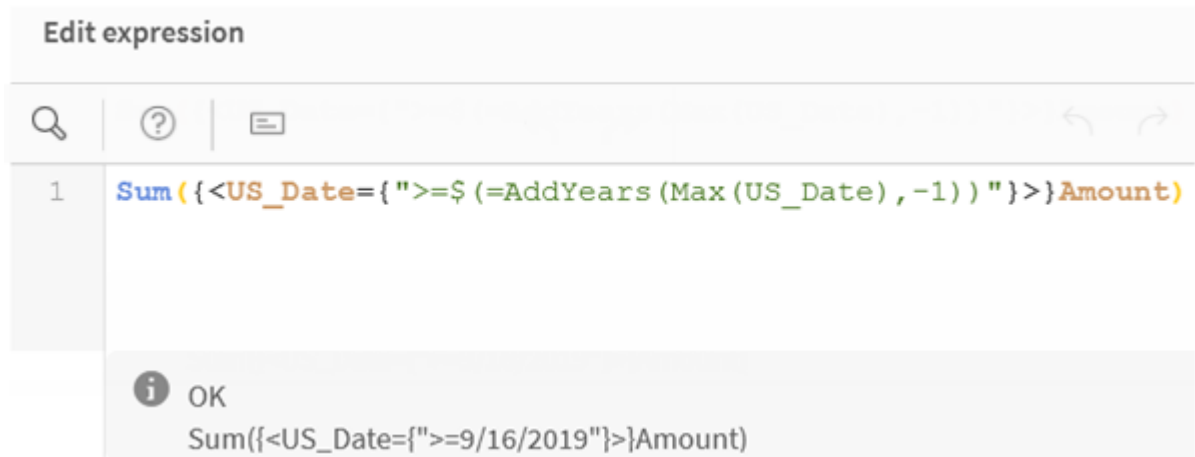 Edit expression
1 Sum({<US_Date={">=$(=AddYears(Max(US_Date),-1))"}>}Amount)
OK
Sum({<US_Date={">=9/16/2019"}>}Amount)